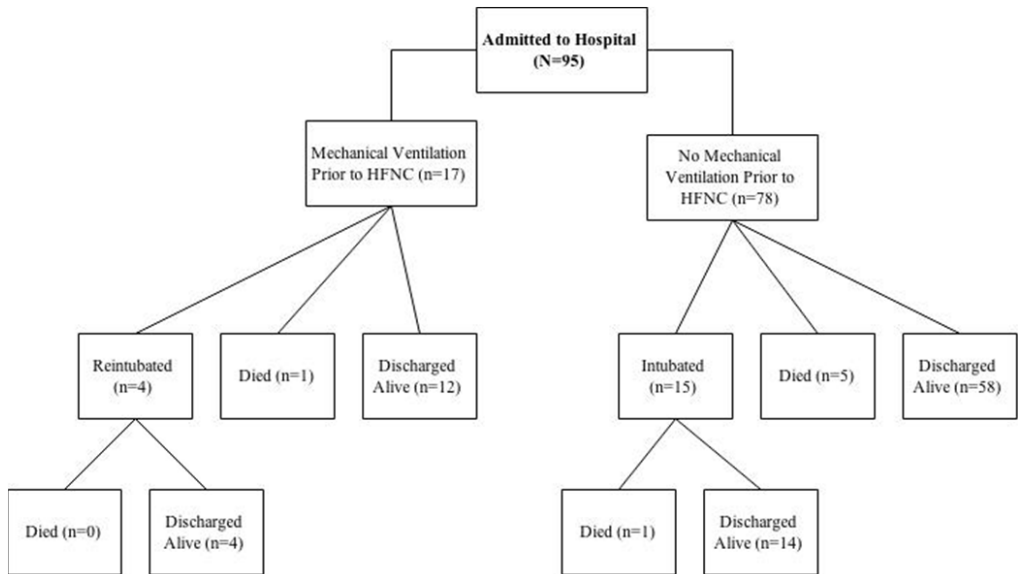 Admitted to Hospital
(N=95)
Mechanical Ventilation
Prior to HFNC (n=17)
No Mechanical
Ventilation Prior to
HFNC (n=78)
Reintubated
(n=4)
Died (n=1)
Discharged
Alive (n=12)
Intubated
(n=15)
Died (n=5)
Discharged
Alive (n=58)
Died (n=0)
Discharged
Alive (n=4)
Died (n=1)
Discharged
Alive (n=14)